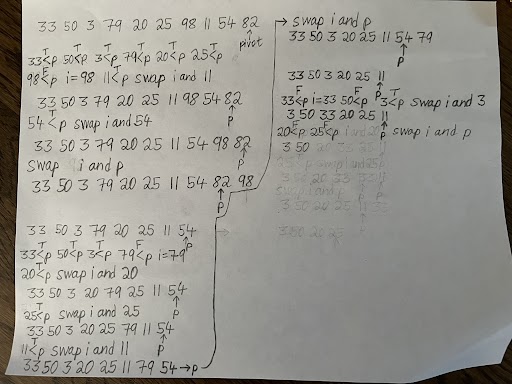 33 50 3 79 20 25 98 11 54 82
↑
pivot
T T T T T T
33<p 50<p 3<p 79<p 20<p 25<p
F T
98<p i=98 11<p swap i and 11
33 50 3 79 20 25 11 98 54 82
T ↑
54<p swap i and 54 p
33 50 3 79 20 25 11 54 98 82
↑
swap i and p p
33 50 3 79 20 25 11 54 82 98
↑
p
33 50 3 79 20 25 11 54
T T T F ↑p
33<p 50<p 3<p 79<p i=79
T
20<p swap i and 20
33 50 3 20 79 25 11 54
T ↑
25<p swap i and 25 p
33 50 3 20 25 79 11 54
T ↑
11<p swap i and 11 p
33 50 3 20 25 11 79 54→p
→ swap i and p
33 50 3 20 25 11 54 79
↑
p
33 50 3 20 25 11
F F T ↑p
33<p i=33 50<p 3<p swap i and 3
3 50 33 20 25 11
F F ↑
20<p 25<p p swap i and p
3 50